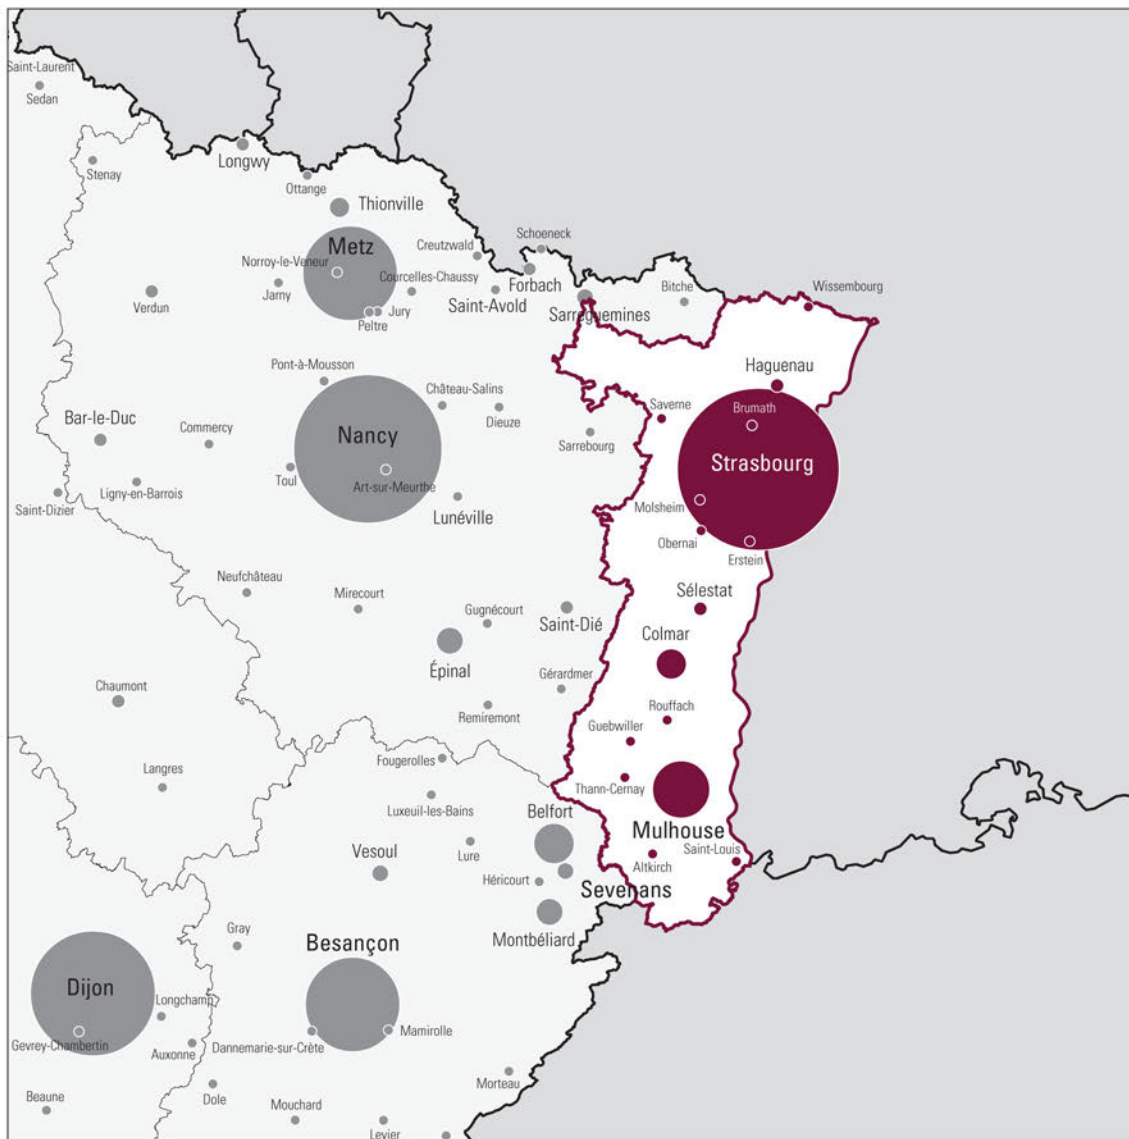 Saint-Laurent
Sedan
Longwy
Stenay
Ottange
Thionville
Schoeneck
Metz
Creutzwald
Norroy-le-Veneur
Courcelles-Chaussy
Forbach
Wissembourg
Jarny
Saint-Avold
Bitche
Verdun
Jury
Sarreguemines
Peltre
Pont-à-Mousson
Haguenau
Château-Salins
Saverne
Brumath
Bar-le-Duc
Commercy
Nancy
Dieuze
Sarrebourg
Strasbourg
Toul
Art-sur-Meurthe
Ligny-en-Barrois
Saint-Dizier
Lunéville
Molsheim
Obernai
Erstein
Neufchâteau
Mirecourt
Gugnécourt
Sélestat
Saint-Dié
Colmar
Épinal
Gérardmer
Chaumont
Rouffach
Remiremont
Guebwiller
Fougerolles
Langres
Thann-Cernay
Luxeuil-les-Bains
Belfort
Mulhouse
Vesoul
Lure
Saint-Louis
Altkirch
Héricourt
Sevenans
Gray
Besançon
Montbéliard
Dijon
Longchamp
Gevrey-Chambertin
Auxonne
Dannemarie-sur-Crète
Mamirolle
Morteau
Beaune
Dole
Mouchard
Levier